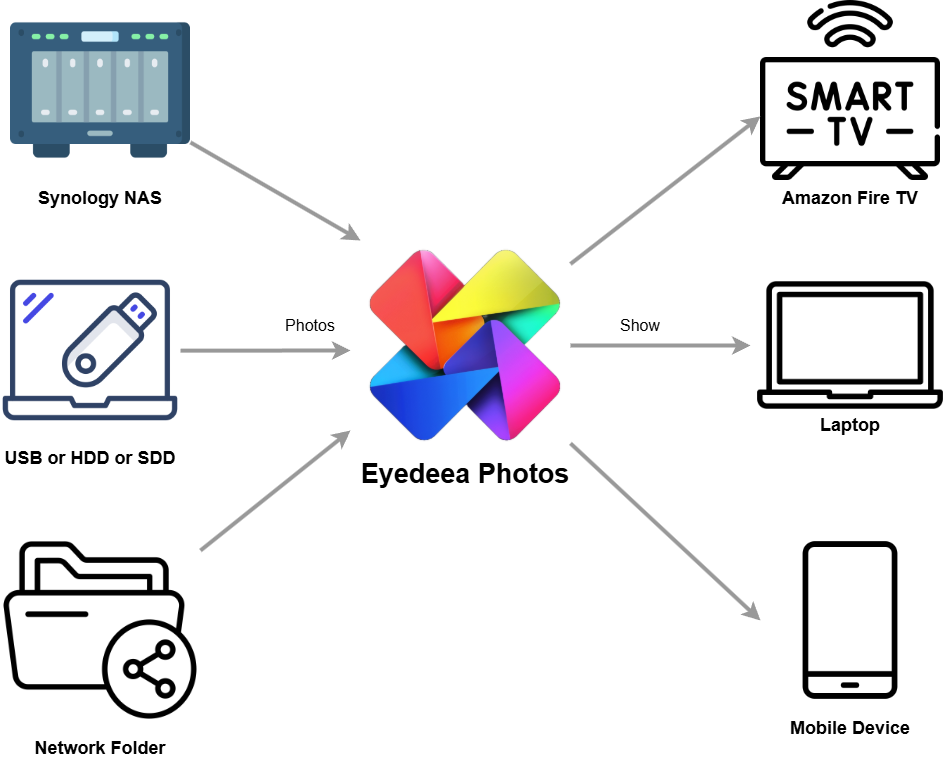 SMART
TV
Synology NAS
Amazon Fire TV
Photos
Show
Laptop
USB or HDD or SDD
Eyedeea Photos
Mobile Device
Network Folder